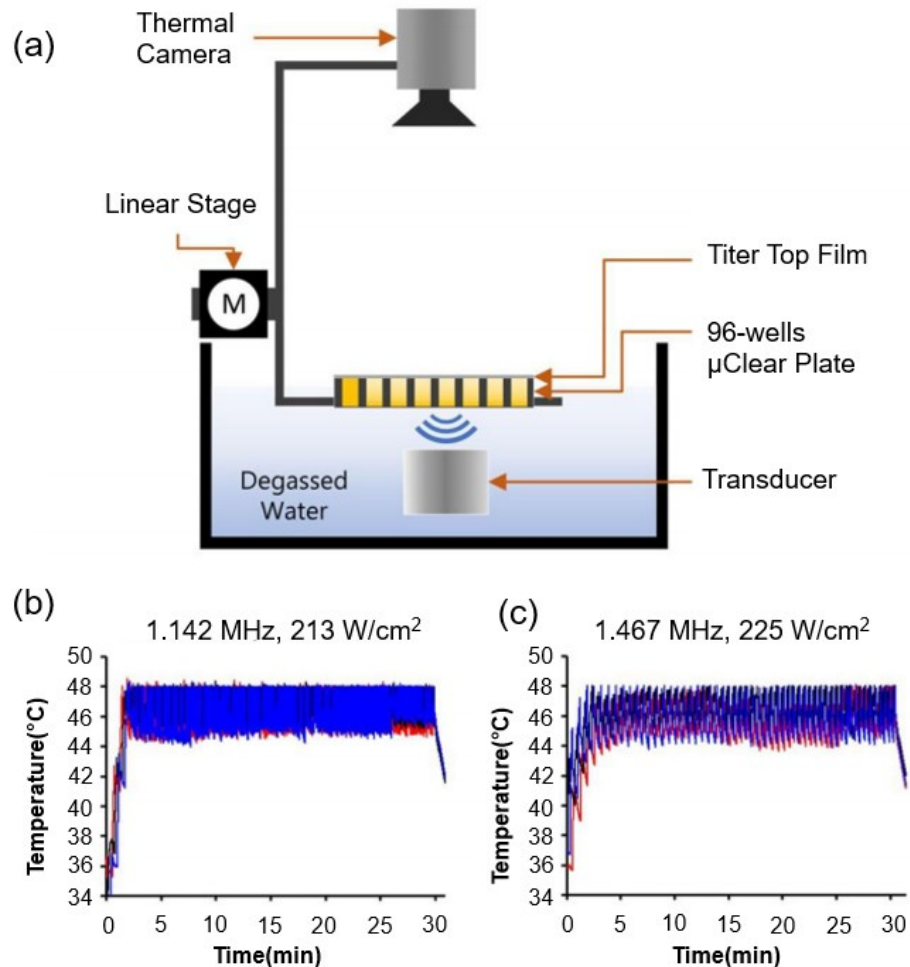 (a)
Thermal
Camera
Linear Stage
M
Titer Top Film
96-wells
µClear Plate
Transducer
Degassed
Water
(b)
1.142 MHz, 213 W/cm²
50
48
46
44
42
40
38
36
34
Temperature(°C)
0
5
10
15
20
25
30
Time(min)
(c)
1.467 MHz, 225 W/cm²
50
48
46
44
42
40
38
36
34
Temperature(°C)
0
5
10
15
20
25
30
Time(min)